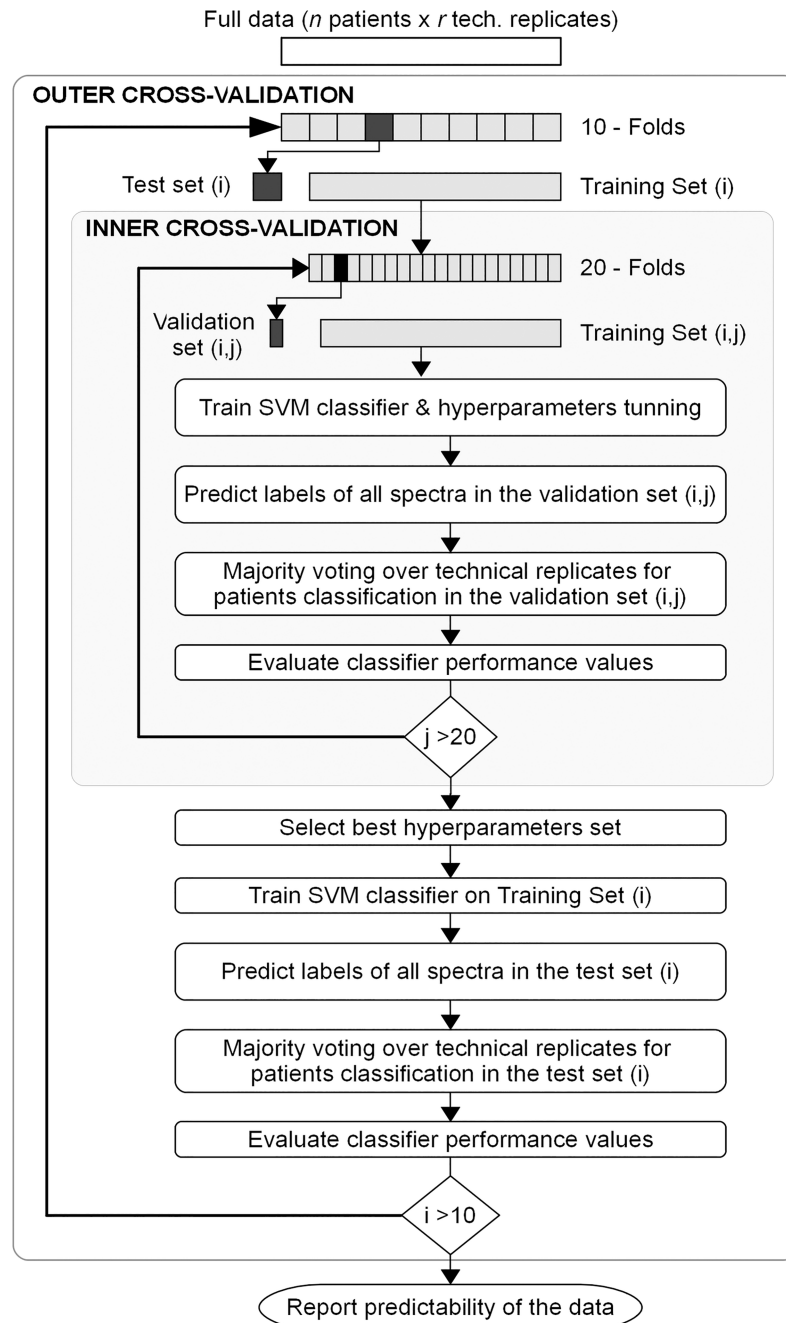 Full data (n patients x r tech. replicates)
OUTER CROSS-VALIDATION
10 - Folds
Test set (i)
Training Set (i)
INNER CROSS-VALIDATION
20 - Folds
Validation
set (i,j)
Training Set (i,j)
Train SVM classifier & hyperparameters tunning
Predict labels of all spectra in the validation set (i,j)
Majority voting over technical replicates for
patients classification in the validation set (i,j)
Evaluate classifier performance values
j >20
Select best hyperparameters set
Train SVM classifier on Training Set (i)
Predict labels of all spectra in the test set (i)
Majority voting over technical replicates for
patients classification in the test set (i)
Evaluate classifier performance values
i >10
Report predictability of the data